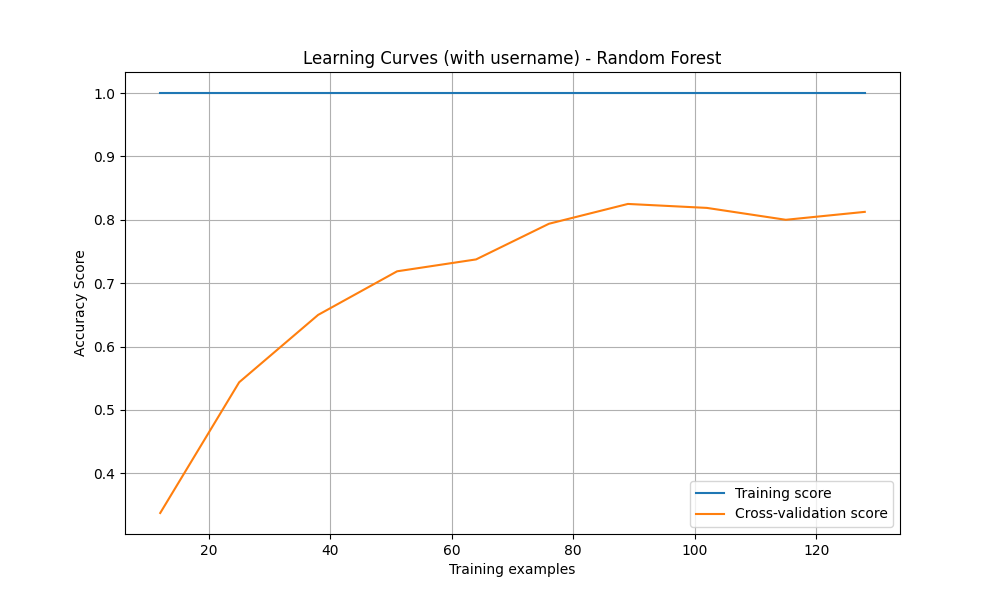 Learning Curves (with username) - Random Forest
1.0
0.9
0.8
0.7
0.6
0.5
0.4
Accuracy Score
Training score
Cross-validation score
20 40 60 80 100 120
Training examples